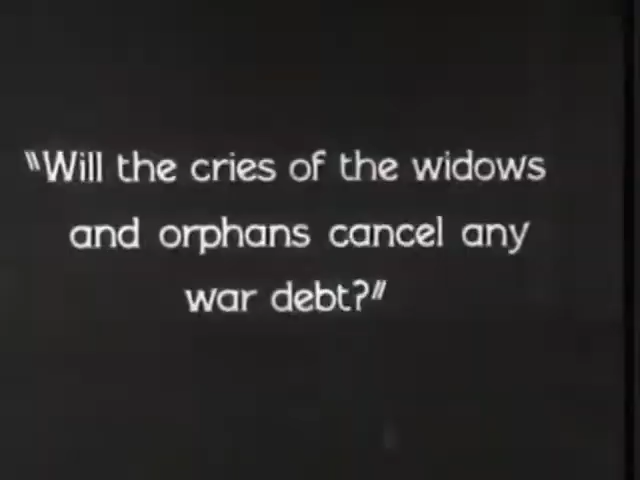 "Will the cries of the widows
and orphans cancel any
war debt?"